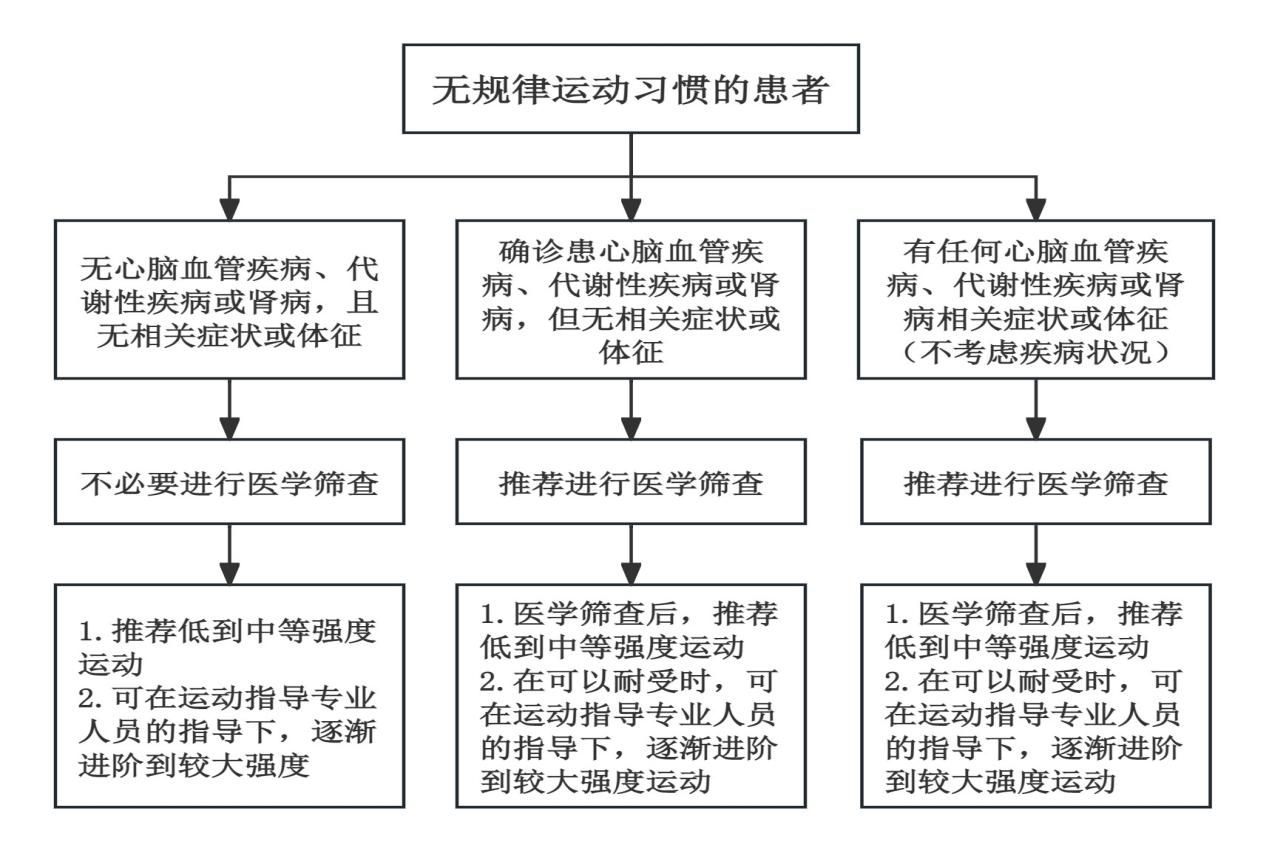 无规律运动习惯的患者
无心脑血管疾病、代
谢性疾病或肾病，且
无相关症状或体征
确诊患心脑血管疾
病、代谢性疾病或肾
病，但无相关症状或
体征
有任何心脑血管疾
病、代谢性疾病或肾
病相关症状或体征
（不考虑疾病状况）
不必要进行医学筛查
推荐进行医学筛查
推荐进行医学筛查
1.推荐低到中等强度
运动
2.可在运动指导专业
人员的指导下，逐渐
进阶到较大强度
1.医学筛查后，推荐
低到中等强度运动
2.在可以耐受时，可
在运动指导专业人员
的指导下，逐渐进阶
到较大强度运动
1.医学筛查后，推荐
低到中等强度运动
2.在可以耐受时，可
在运动指导专业人员
的指导下，逐渐进阶
到较大强度运动